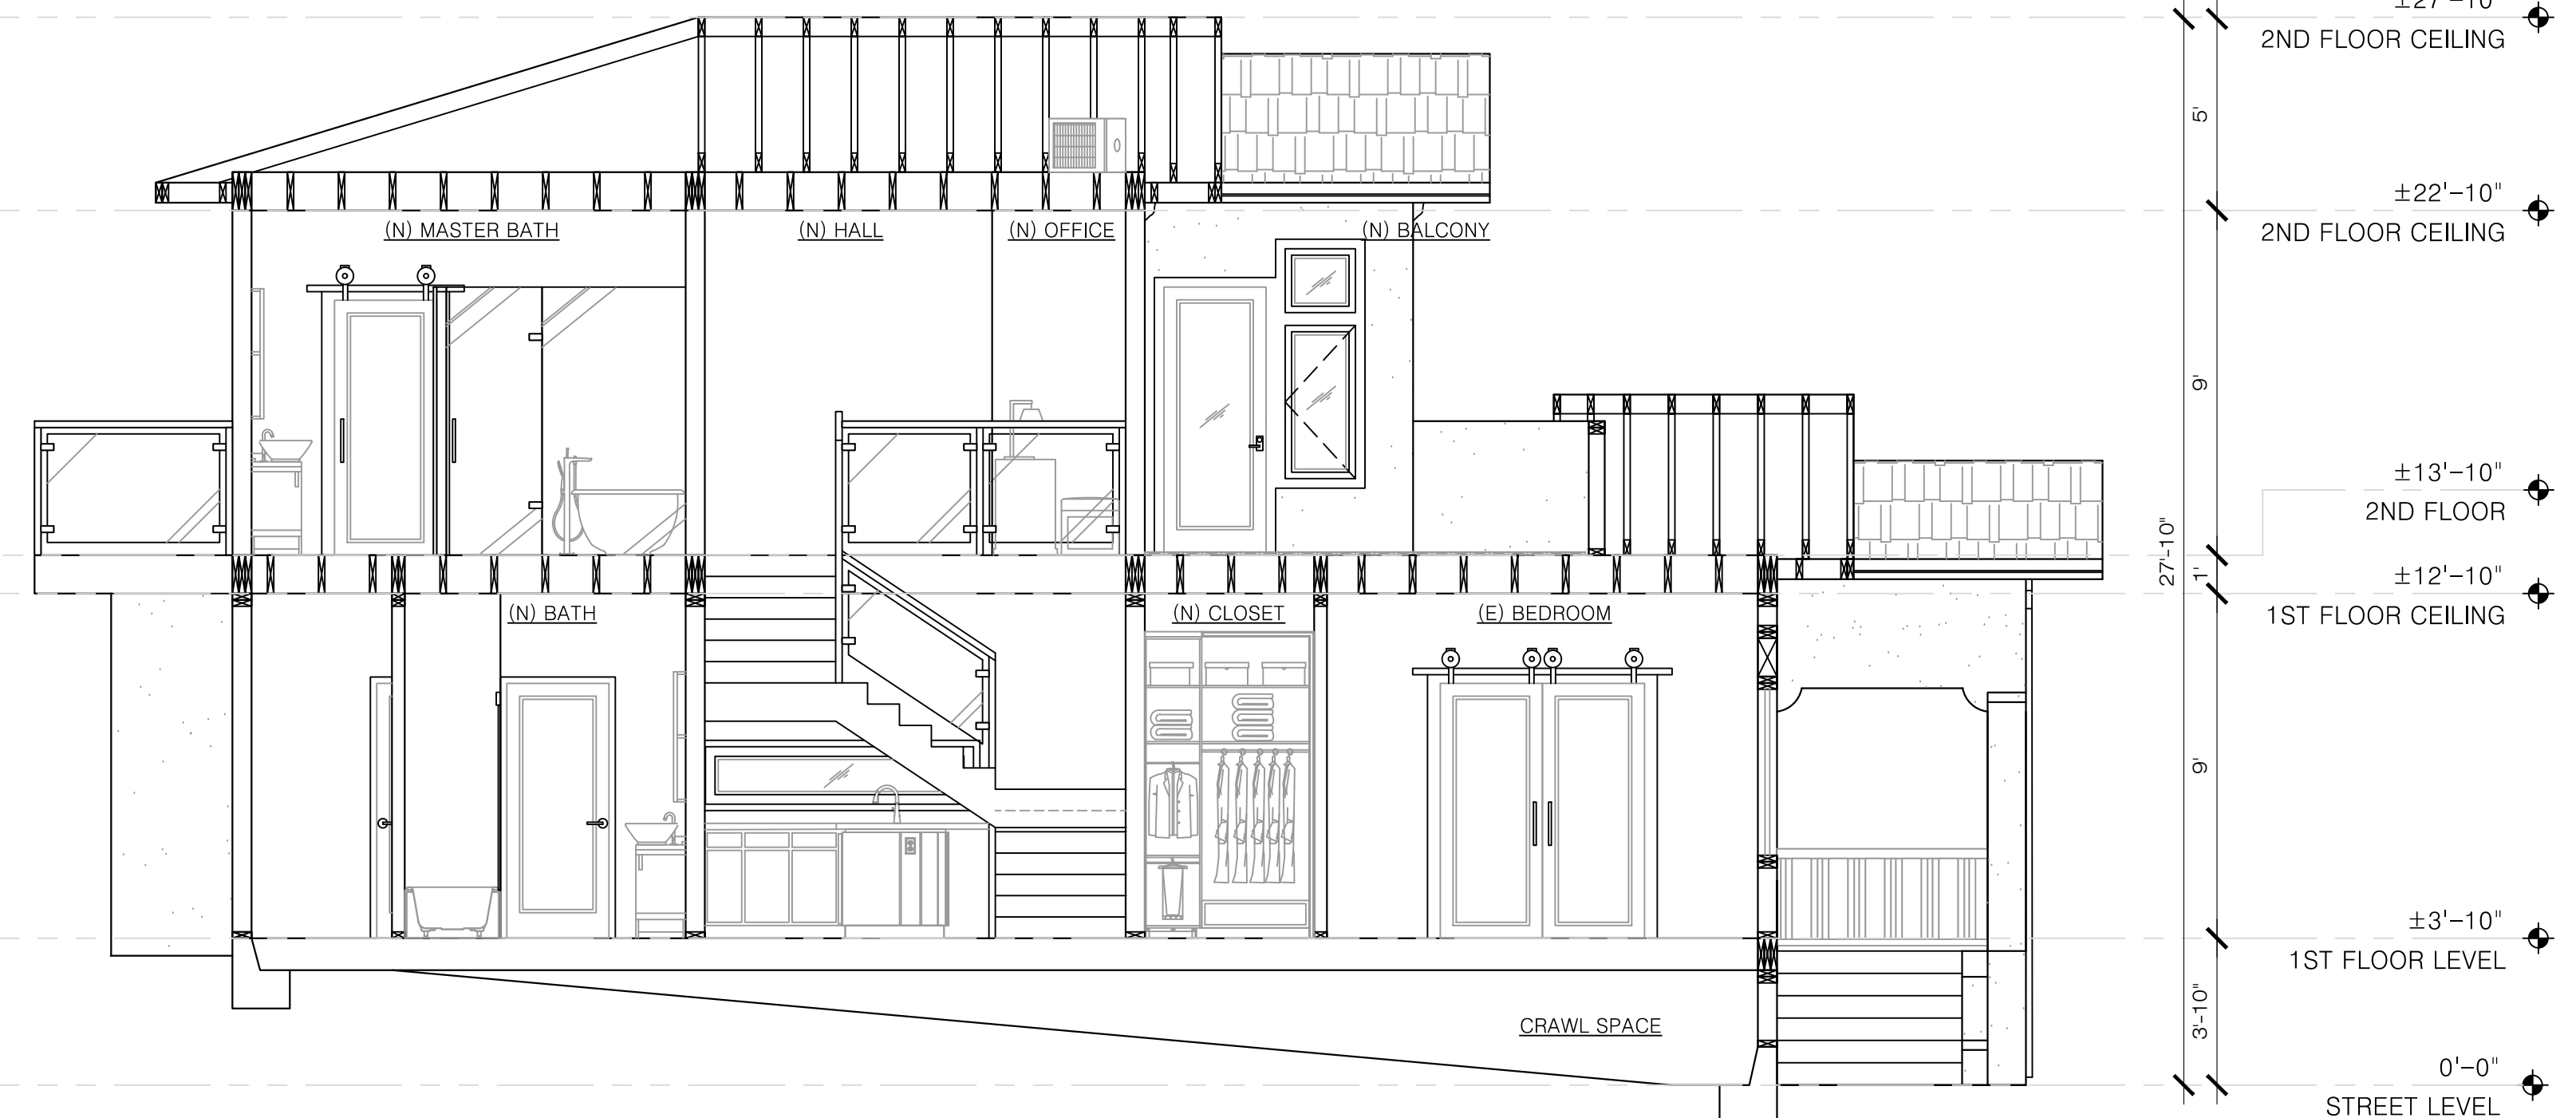 ±27'-10"
2ND FLOOR CEILING
5'
±22'-10"
2ND FLOOR CEILING
(N) MASTER BATH
(N) HALL
(N) OFFICE
(N) BALCONY
9'
±13'-10"
2ND FLOOR
27'-10"
1'
±12'-10"
1ST FLOOR CEILING
(N) BATH
(N) CLOSET
(E) BEDROOM
9'
±3'-10"
1ST FLOOR LEVEL
3'-10"
CRAWL SPACE
0'-0"
STREET LEVEL